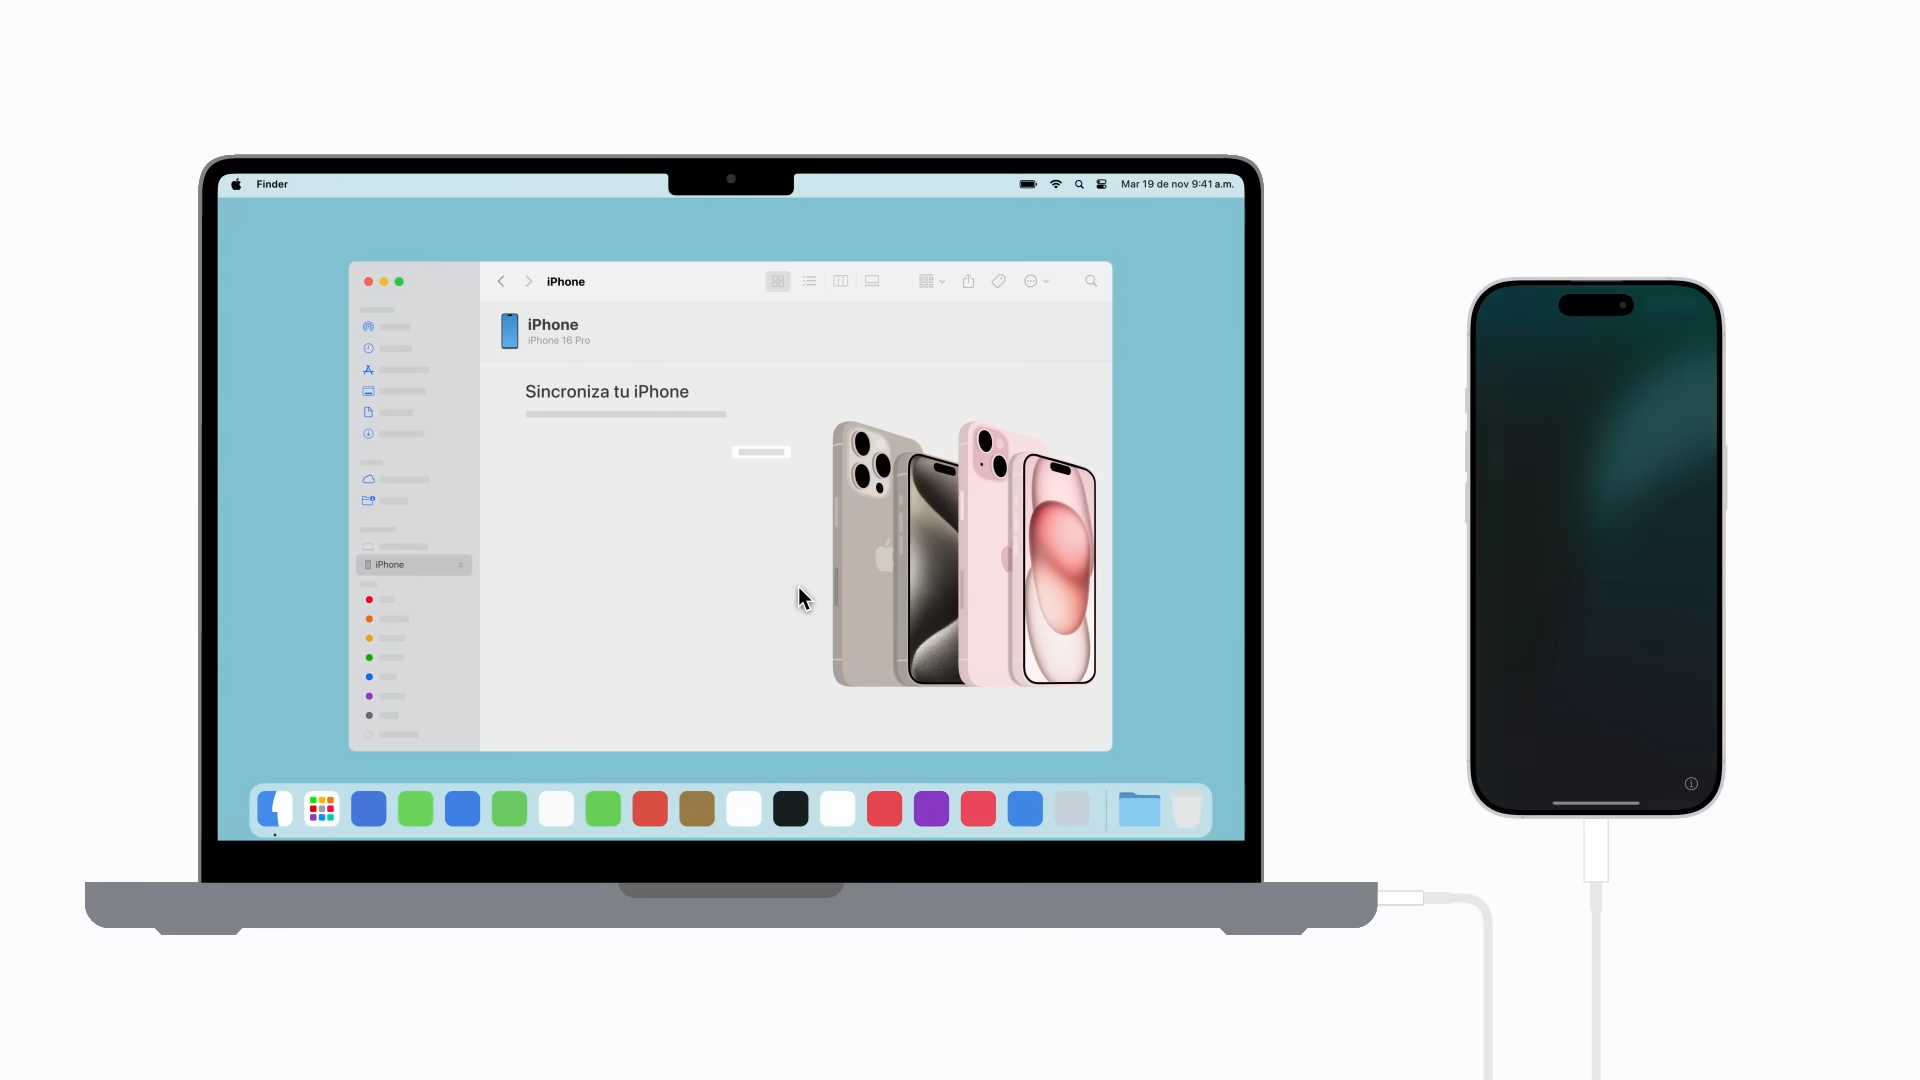 Finder
Mar 19 de nov 9:41 a.m.
iPhone
iPhone
iPhone 16 Pro
Sincroniza tu iPhone
iPhone